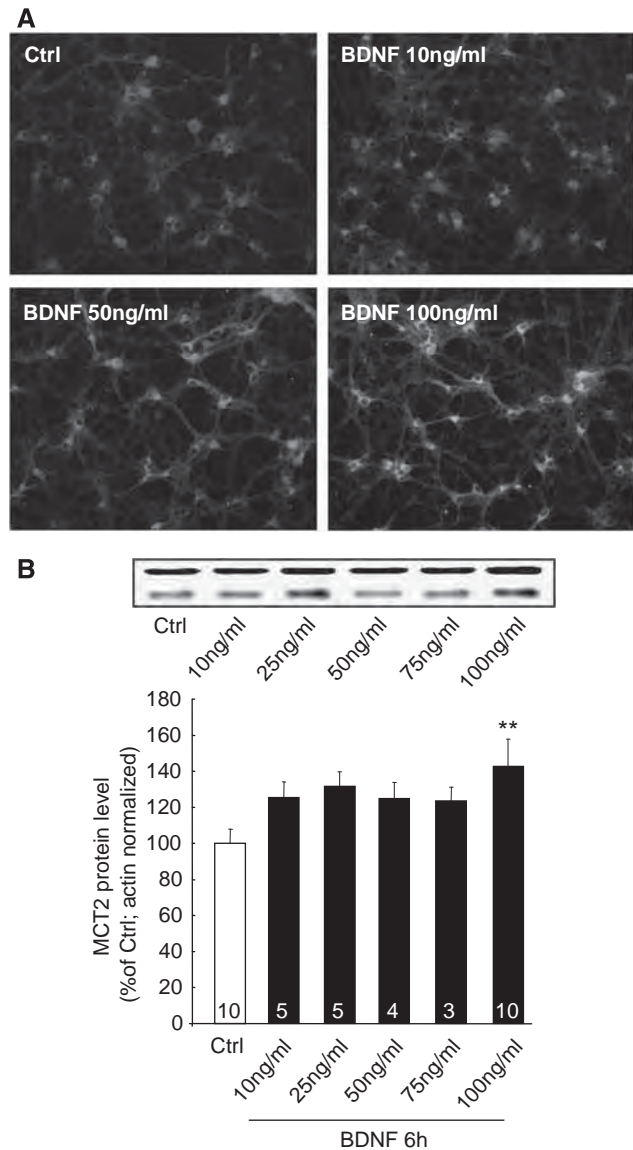 A
Ctrl
BDNF 10ng/ml
BDNF 50ng/ml
BDNF 100ng/ml
B
Ctrl
10ng/ml
25ng/ml
50ng/ml
75ng/ml
100ng/ml
MCT2 protein level
(%of Ctrl; actin normalized)
180
160
140
120
100
80
60
40
20
0
**
10
5
5
4
3
10
Ctrl
10ng/ml
25ng/ml
50ng/ml
75ng/ml
100ng/ml
BDNF 6h